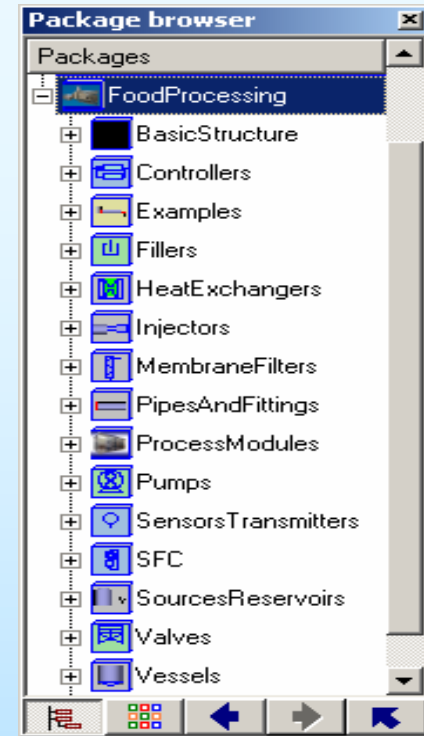 Package browser
Packages
FoodProcessing
BasicStructure
Controllers
Examples
Fillers
HeatExchangers
Injectors
MembraneFilters
PipesAndFittings
ProcessModules
Pumps
SensorsTransmitters
SFC
SourcesReservoirs
Valves
Vessels